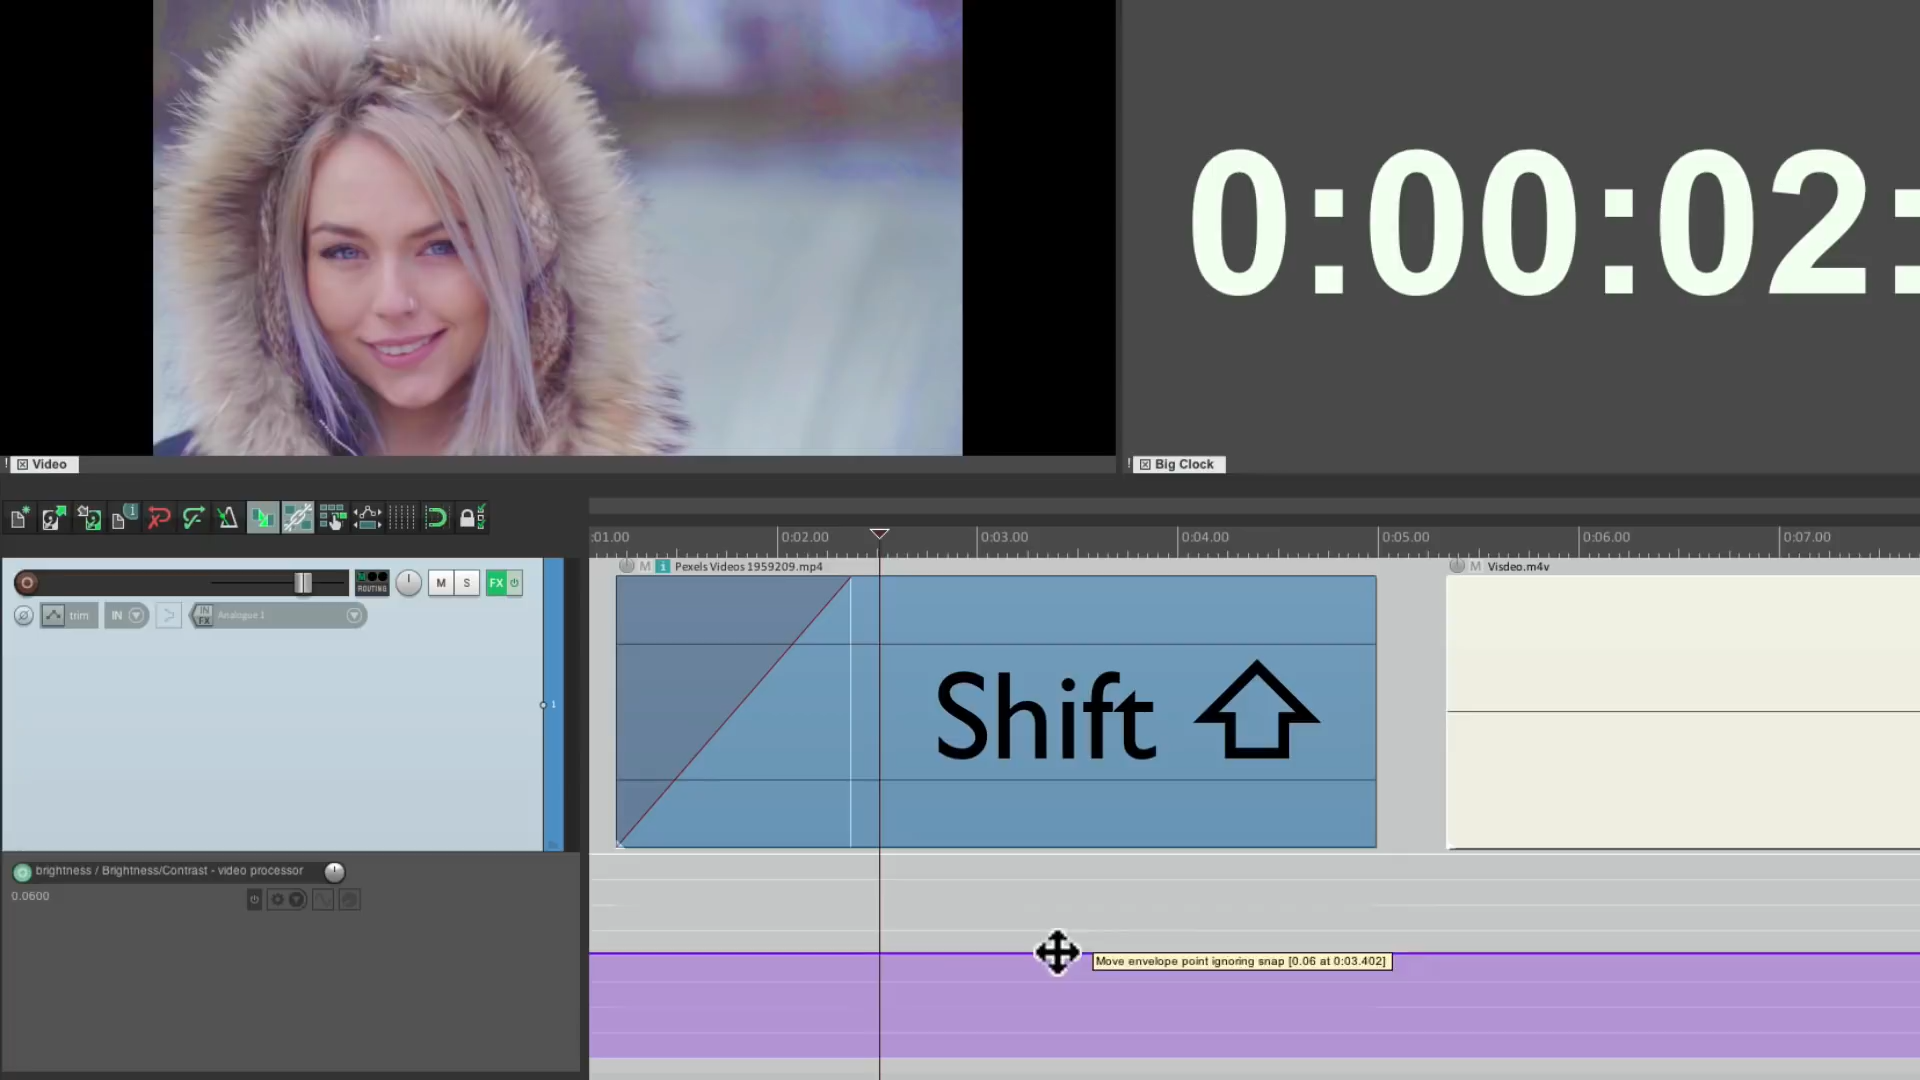 0:00:02:
! Video
! Big Clock
:01.00 0:02.00 0:03.00 0:04.00 0:05.00 0:06.00 0:07.00
M i Pexels Videos 1959209.mp4
M Visdeo.m4v
ROUTING M S FX
trim IN IN FX Analogue 1
Shift
1
brightness / Brightness/Contrast - video processor
0.0600
Move envelope point ignoring snap [0.06 at 0:03.402]